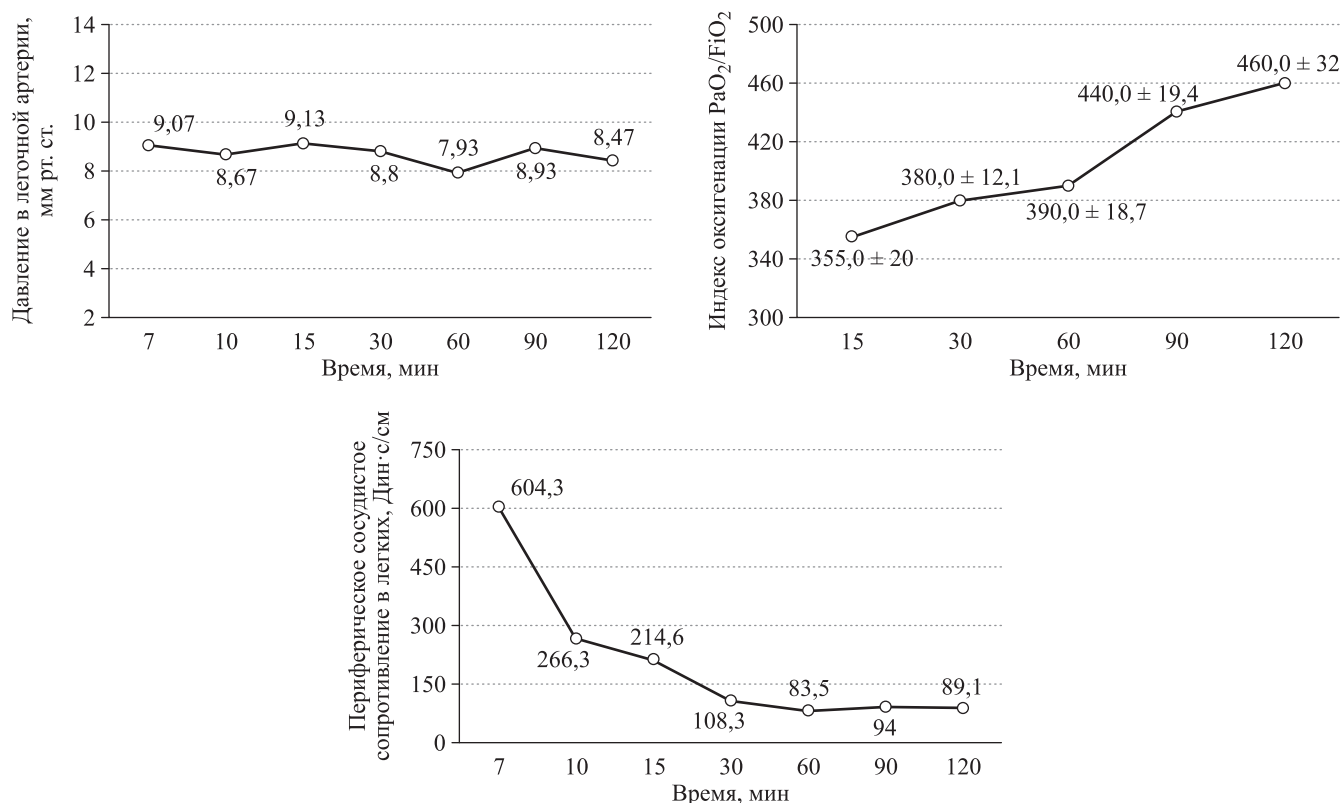 Давление в легочной артерии,
мм рт. ст.
14
12
10
8
6
4
2
9,07
8,67
9,13
8,8
7,93
8,93
8,47
7 10 15 30 60 90 120
Время, мин
Индекс оксигенации PaO₂/FiO₂
500
460
420
380
340
300
355,0 ± 20
380,0 ± 12,1
390,0 ± 18,7
440,0 ± 19,4
460,0 ± 32
15 30 60 90 120
Время, мин
Периферическое сосудистое
сопротивление в легких, Дин·с/см
750
600
450
300
150
0
604,3
266,3
214,6
108,3
83,5
94
89,1
7 10 15 30 60 90 120
Время, мин